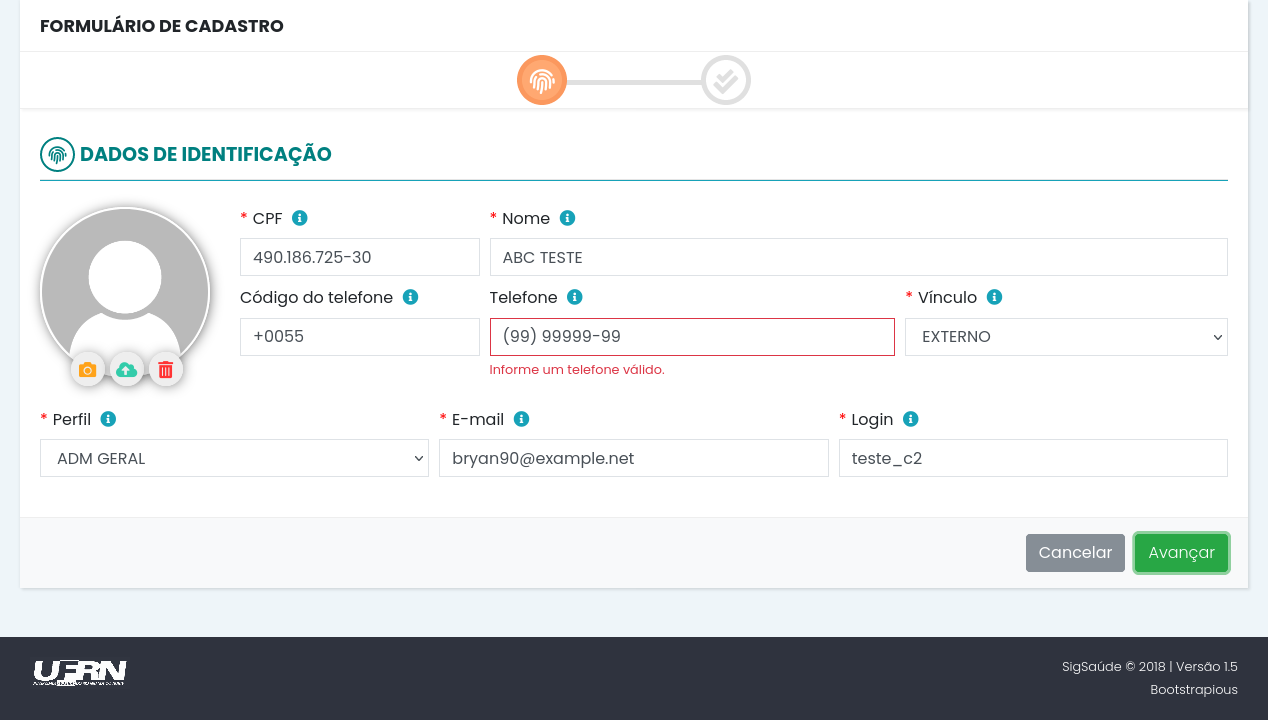 FORMULÁRIO DE CADASTRO
DADOS DE IDENTIFICAÇÃO
* CPF
* Nome
490.186.725-30
ABC TESTE
Código do telefone
Telefone
* Vínculo
+0055
(99) 99999-99
EXTERNO
Informe um telefone válido.
* Perfil
* E-mail
* Login
ADM GERAL
bryan90@example.net
teste_c2
Cancelar
Avançar
UFRN
SigSaúde © 2018 | Versão 1.5
Bootstrapious